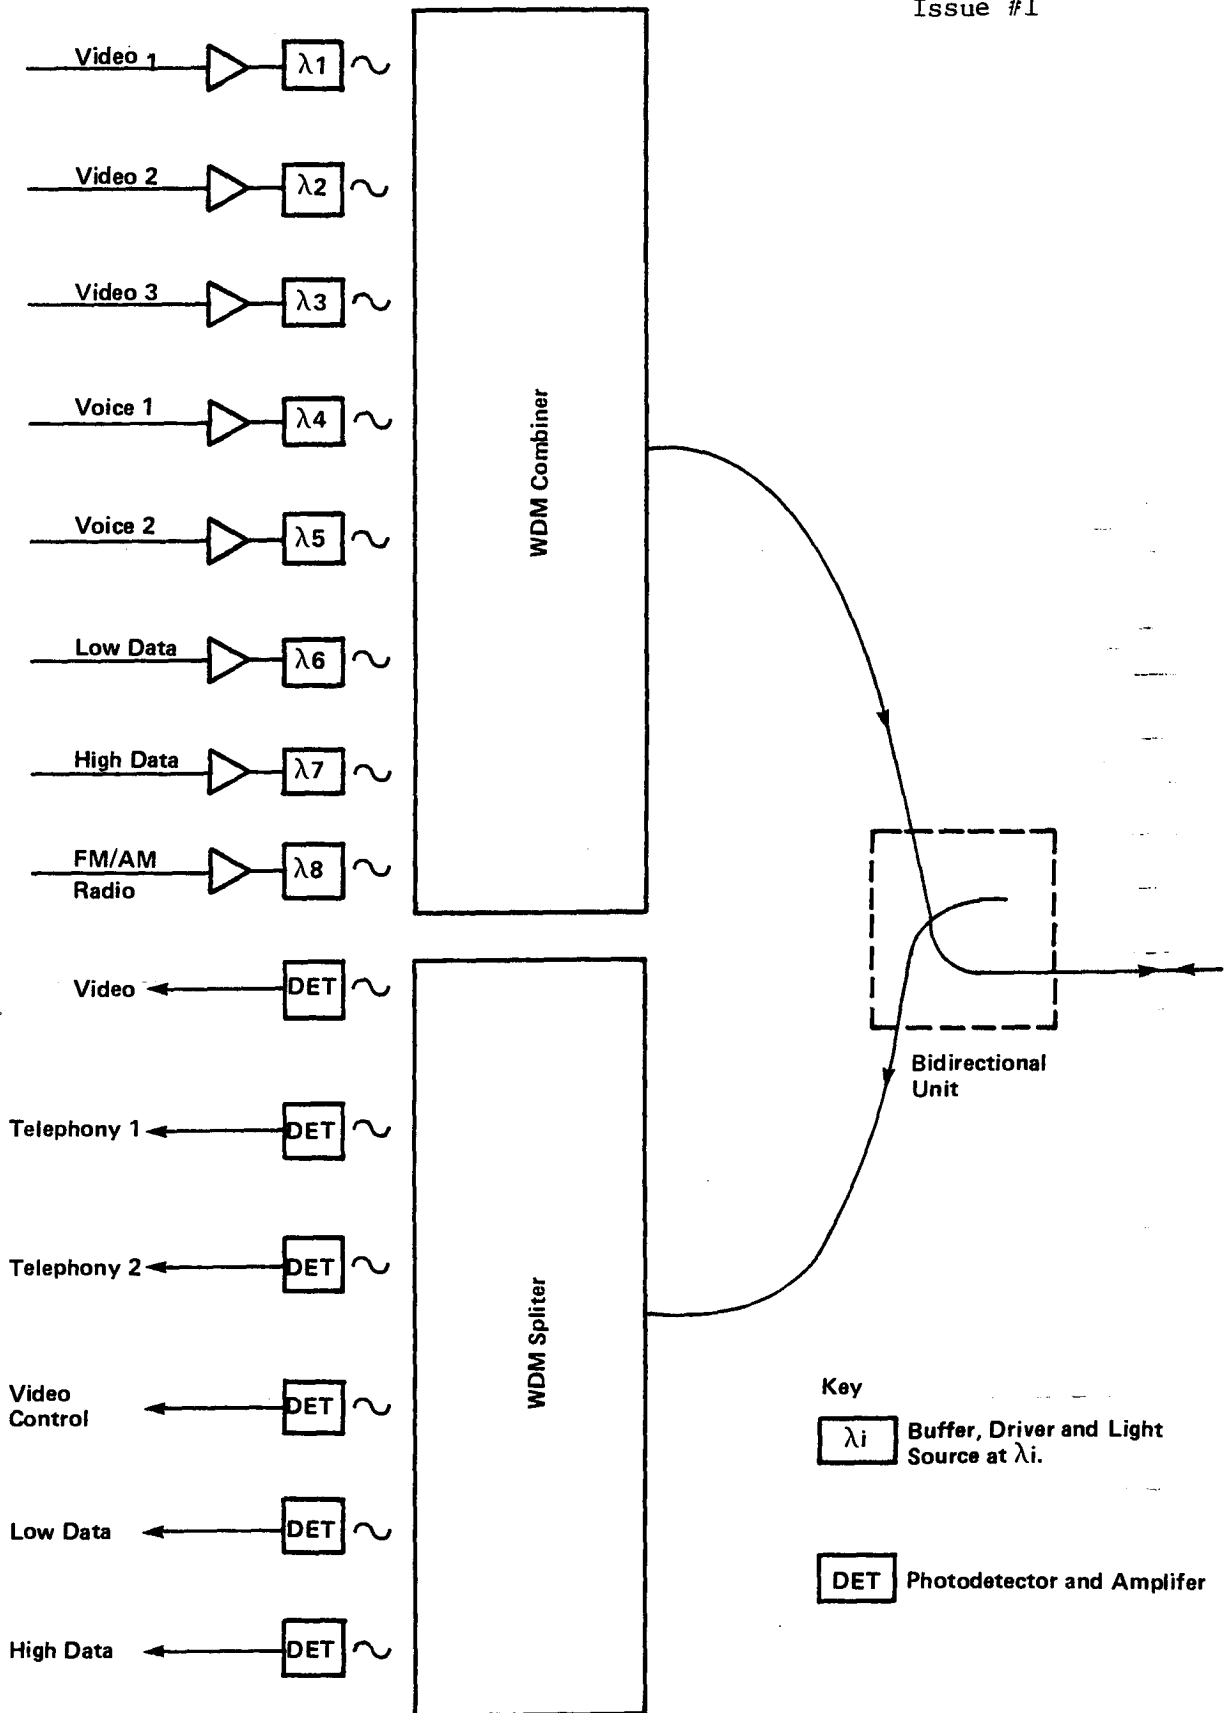 Issue #1
Video 1
λ1
Video 2
λ2
Video 3
λ3
Voice 1
λ4
Voice 2
λ5
Low Data
λ6
High Data
λ7
FM/AM
Radio
λ8
WDM Combiner
Video
DET
Telephony 1
DET
Telephony 2
DET
Video
Control
DET
Low Data
DET
High Data
DET
WDM Spliter
Bidirectional
Unit
Key
λi
Buffer, Driver and Light
Source at λi.
DET
Photodetector and Amplifer